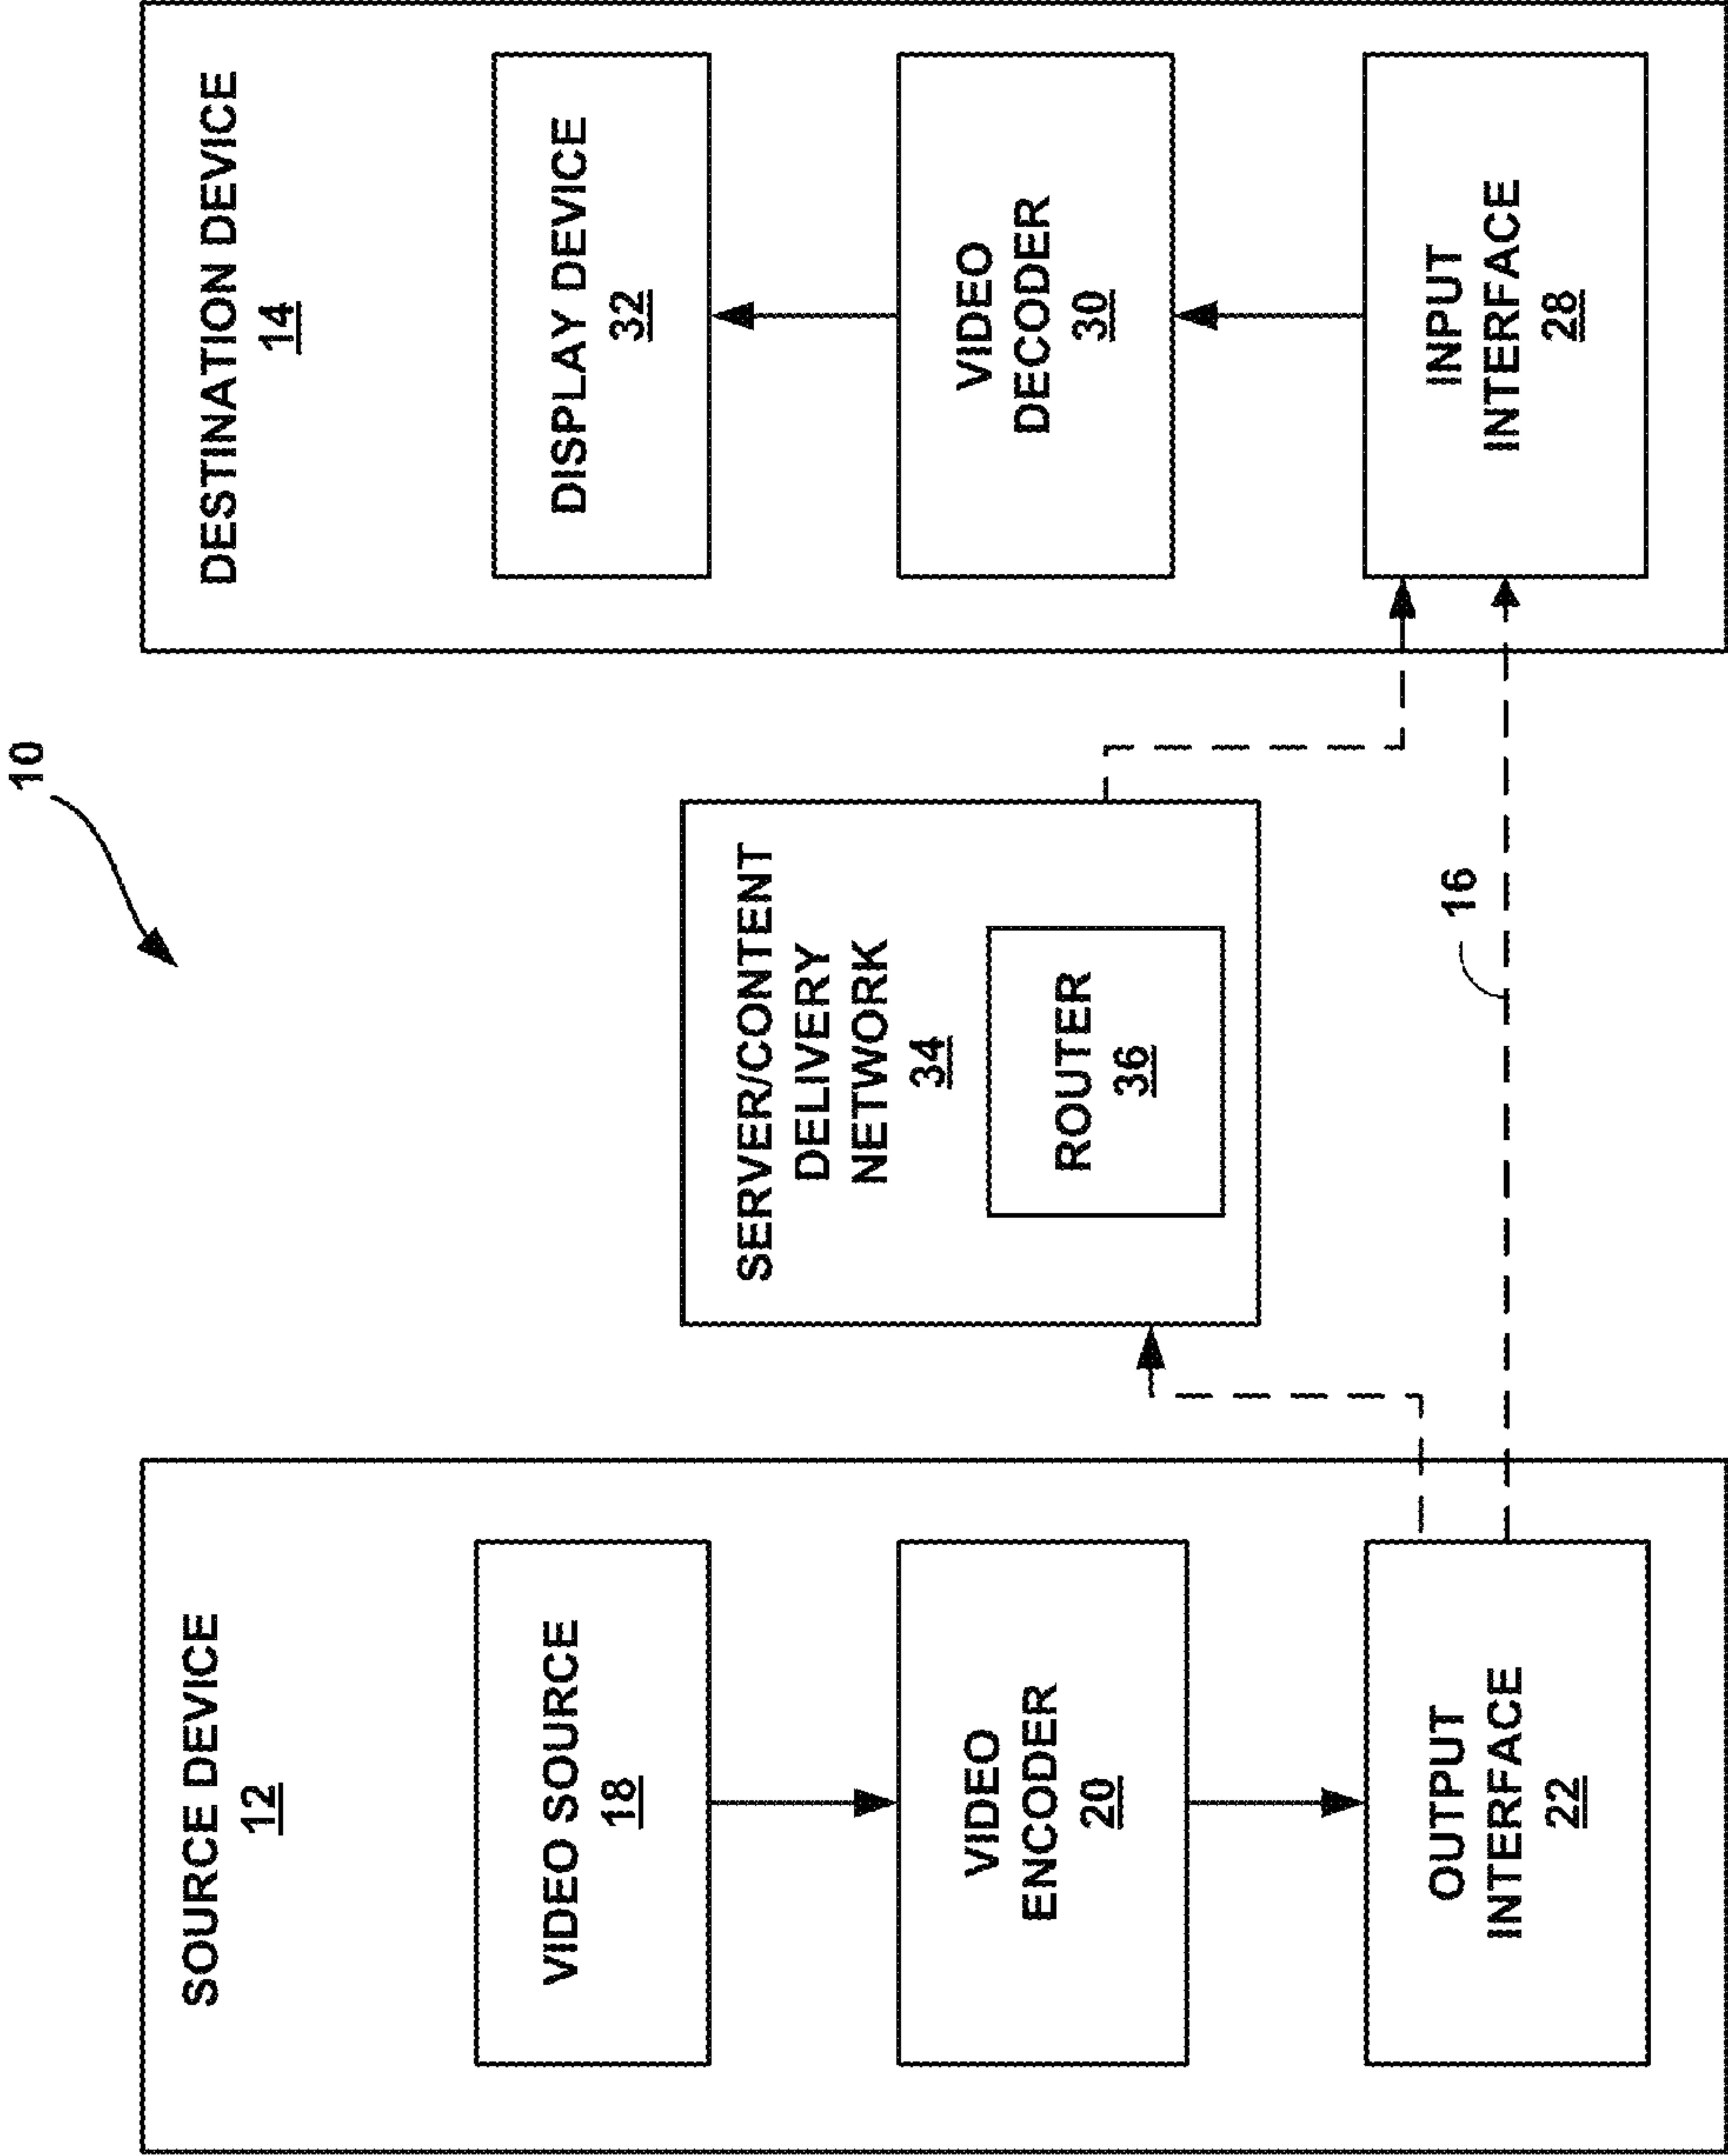 10
SOURCE DEVICE
12
VIDEO SOURCE
18
VIDEO
ENCODER
20
OUTPUT
INTERFACE
22
SERVER/CONTENT
DELIVERY
NETWORK
34
ROUTER
36
16
DESTINATION DEVICE
14
DISPLAY DEVICE
32
VIDEO
DECODER
30
INPUT
INTERFACE
28